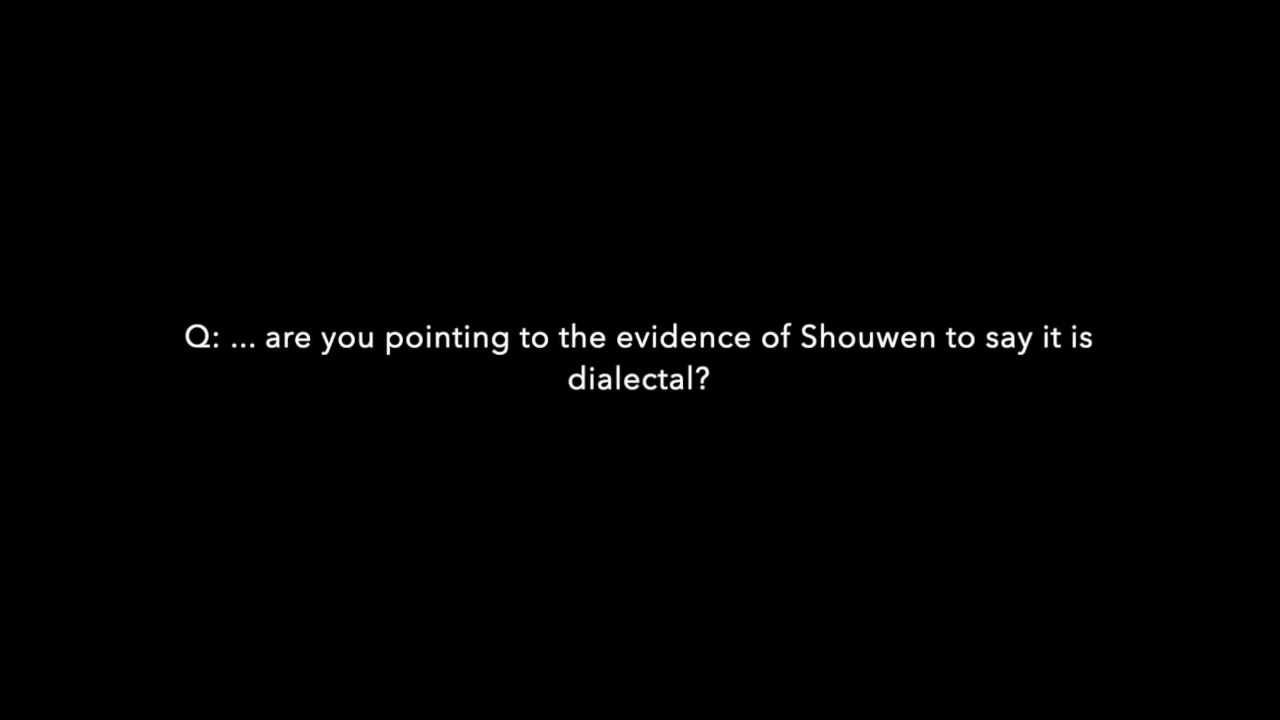 Q: ... are you pointing to the evidence of Shouwen to say it is
dialectal?